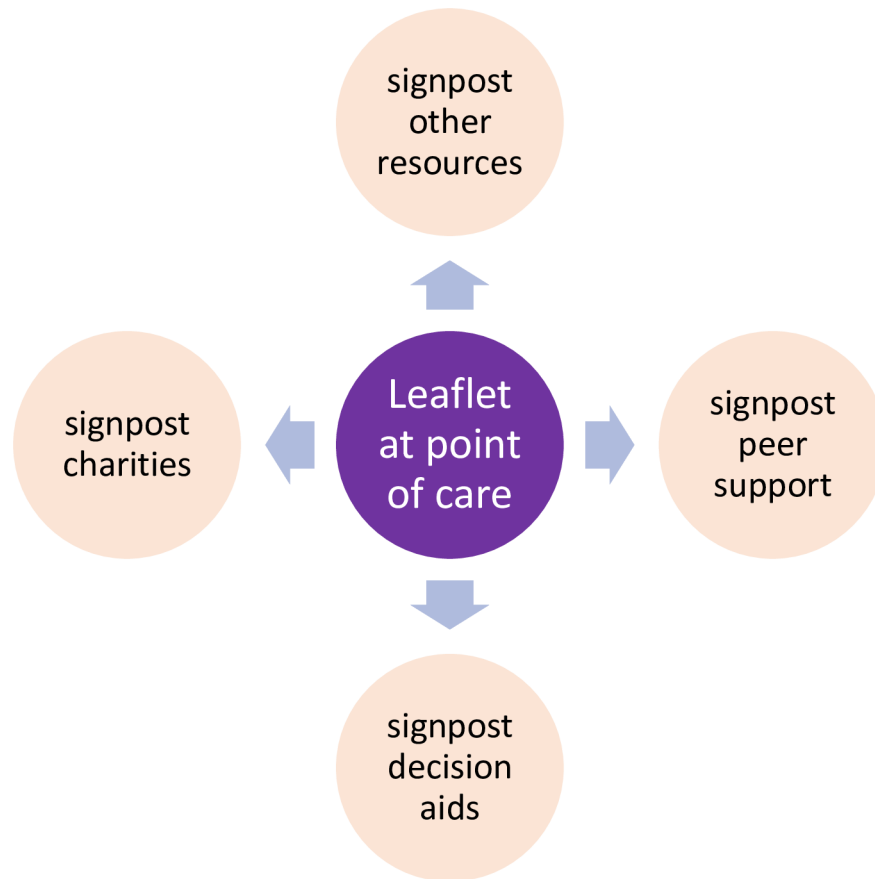 signpost
other
resources
signpost
charities
Leaflet
at point
of care
signpost
peer
support
signpost
decision
aids